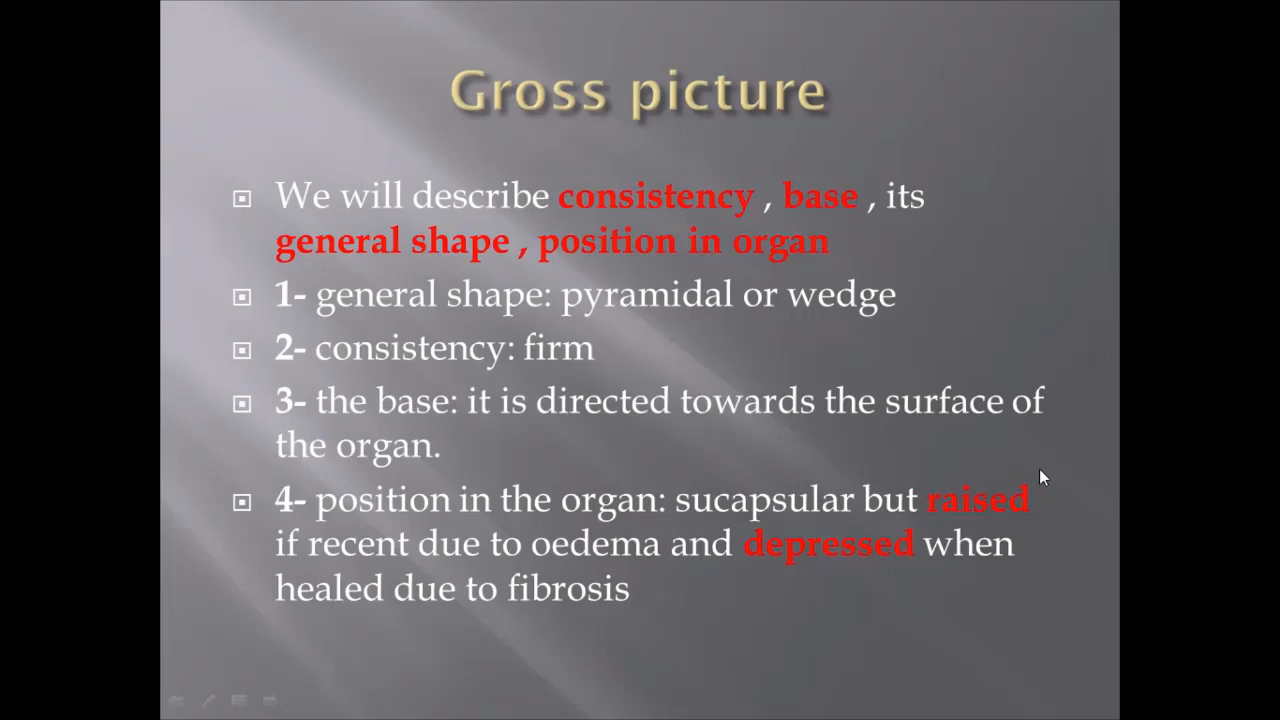 Gross picture
We will describe consistency , base , its
general shape , position in organ
1- general shape: pyramidal or wedge
2- consistency: firm
3- the base: it is directed towards the surface of
the organ.
4- position in the organ: sucapsular but raised
if recent due to oedema and depressed when
healed due to fibrosis